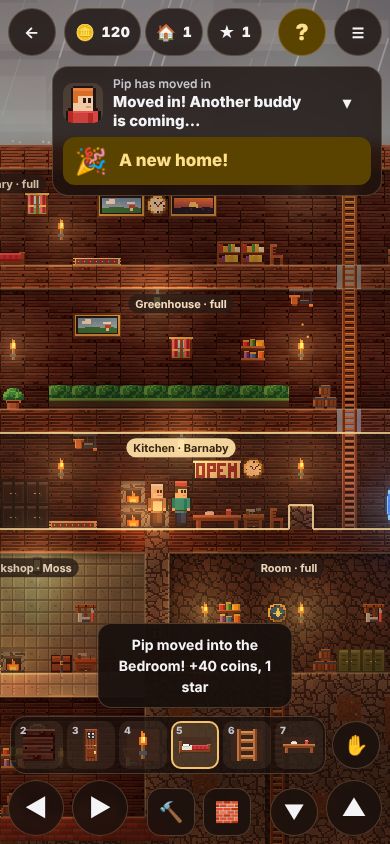 120
1
1
?
Pip has moved in
Moved in! Another buddy
is coming...
A new home!
ry · full
Greenhouse · full
Kitchen · Barnaby
OPEN
kshop · Moss
Room · full
Pip moved into the
Bedroom! +40 coins, 1
star
2
3
4
5
6
7